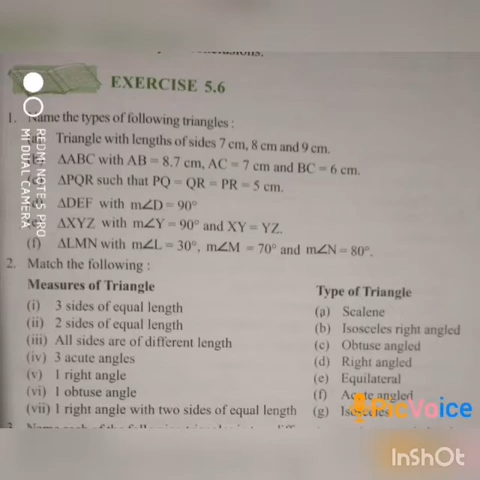 EXERCISE 5.6
1. Name the types of following triangles :
Triangle with lengths of sides 7 cm, 8 cm and 9 cm.
ΔABC with AB = 8.7 cm, AC = 7 cm and BC = 6 cm.
ΔPQR such that PQ = QR = PR = 5 cm.
ΔDEF with m∠D = 90°
ΔXYZ with m∠Y = 90° and XY = YZ.
(f) ΔLMN with m∠L = 30°, m∠M = 70° and m∠N = 80°.
2. Match the following :
Measures of Triangle
(i) 3 sides of equal length
(ii) 2 sides of equal length
(iii) All sides are of different length
(iv) 3 acute angles
(v) 1 right angle
(vi) 1 obtuse angle
(vii) 1 right angle with two sides of equal length
Type of Triangle
(a) Scalene
(b) Isosceles right angled
(c) Obtuse angled
(d) Right angled
(e) Equilateral
(f) Acute angled
(g) Isosceles
REDMI NOTE 5 PRO
MI DUAL CAMERA
PicVoice
InShOt